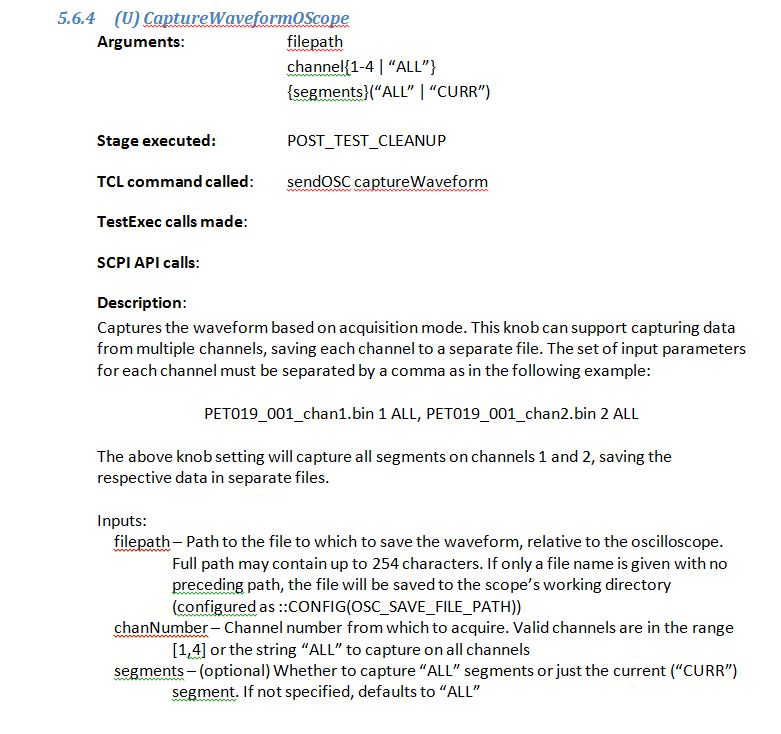 5.6.4 (U) CaptureWaveformOScope
Arguments: filepath
channel{1-4 | “ALL”}
{segments}(“ALL” | “CURR”)
Stage executed: POST_TEST_CLEANUP
TCL command called: sendOSC captureWaveform
TestExec calls made:
SCPI API calls:
Description:
Captures the waveform based on acquisition mode. This knob can support capturing data
from multiple channels, saving each channel to a separate file. The set of input parameters
for each channel must be separated by a comma as in the following example:
PET019_001_chan1.bin 1 ALL, PET019_001_chan2.bin 2 ALL
The above knob setting will capture all segments on channels 1 and 2, saving the
respective data in separate files.
Inputs:
filepath – Path to the file to which to save the waveform, relative to the oscilloscope.
Full path may contain up to 254 characters. If only a file name is given with no
preceding path, the file will be saved to the scope’s working directory
(configured as ::CONFIG(OSC_SAVE_FILE_PATH))
chanNumber – Channel number from which to acquire. Valid channels are in the range
[1,4] or the string “ALL” to capture on all channels
segments – (optional) Whether to capture “ALL” segments or just the current (“CURR”)
segment. If not specified, defaults to “ALL”